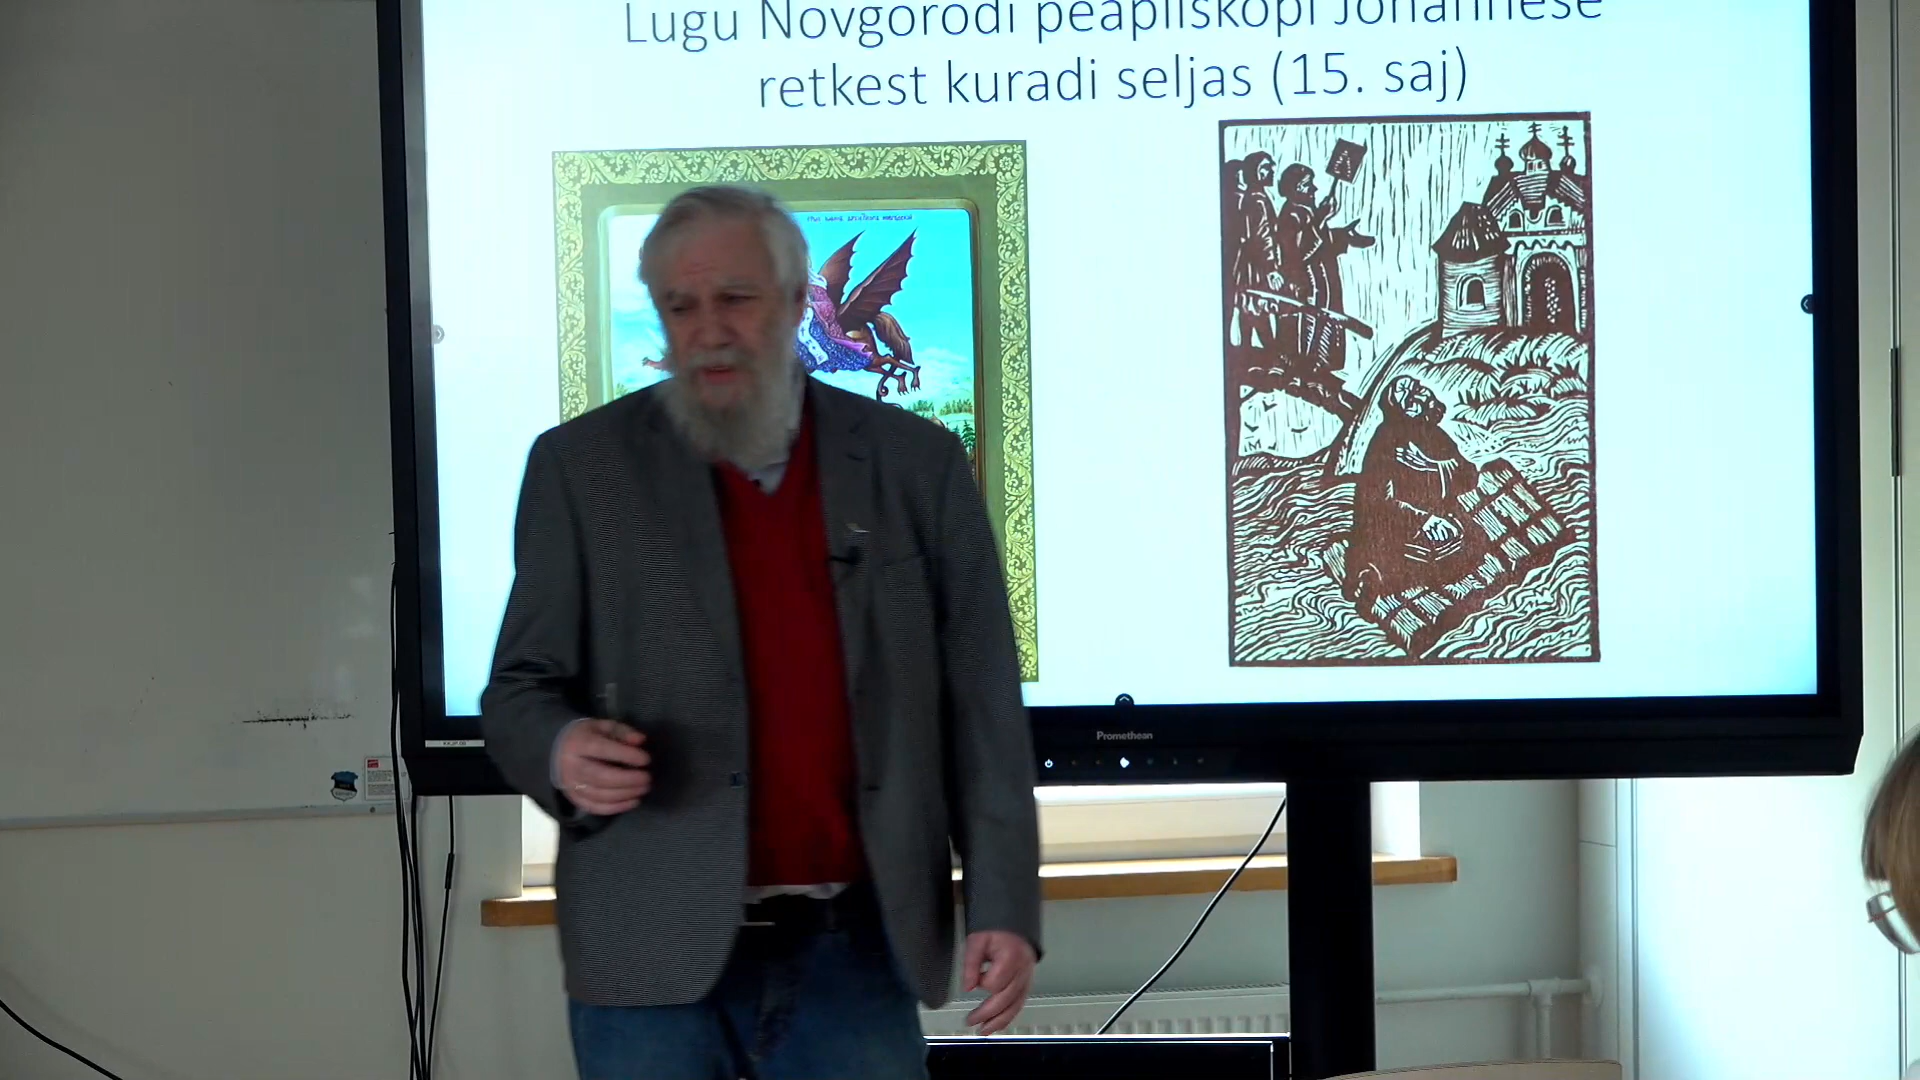 Lugu Novgorodi peapiiskopi Johannese
retkest kuradi seljas (15. saj)
Promethean